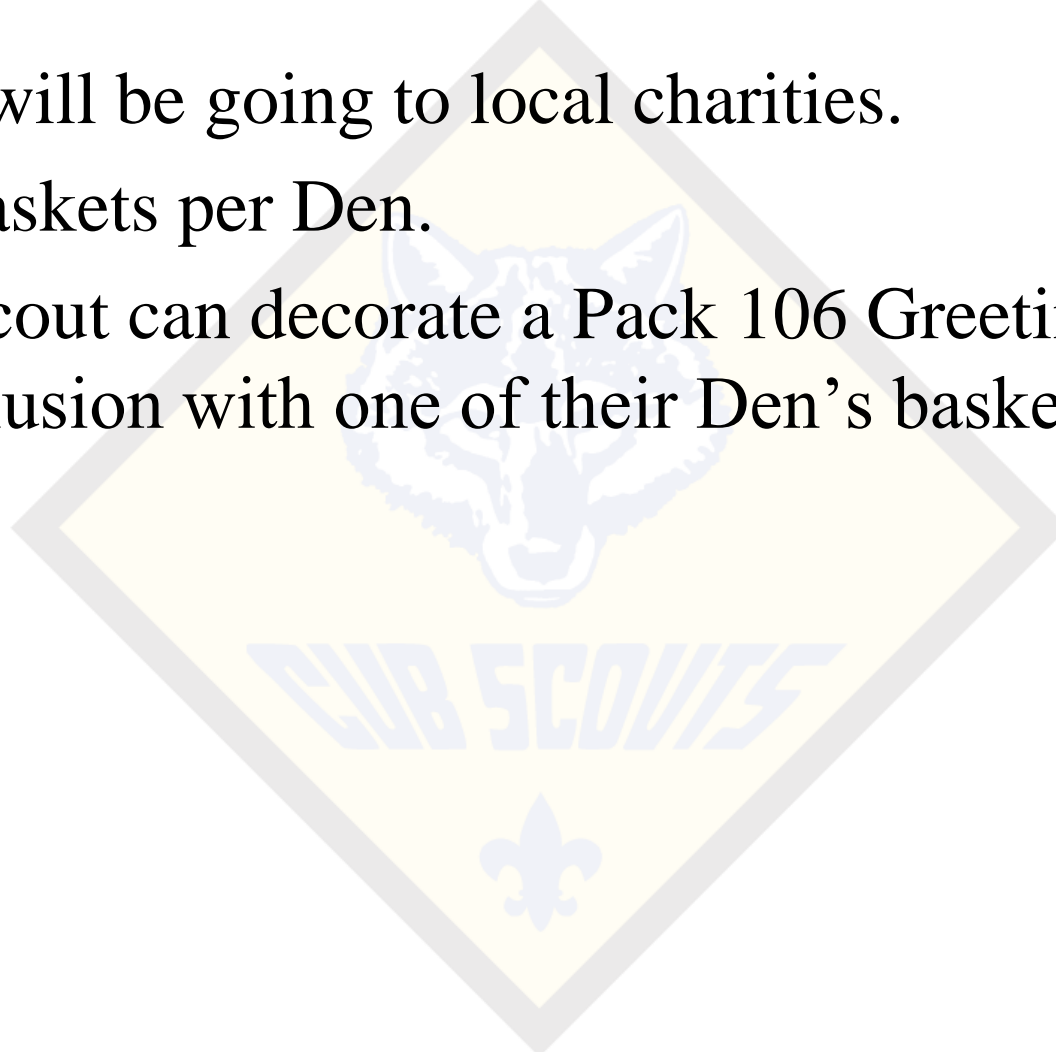 will be going to local charities.
askets per Den.
cout can decorate a Pack 106 Greeti
lusion with one of their Den’s baske
CUB SCOUTS